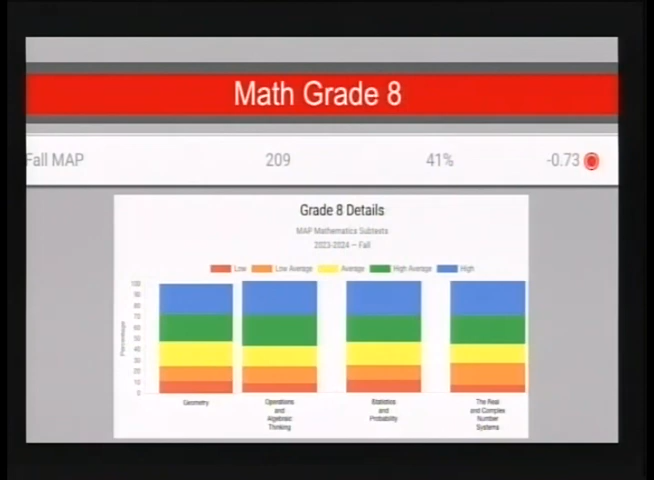 Math Grade 8
Fall MAP 209 41% -0.73
Grade 8 Details
MAP Mathematics Subtests
2023-2024 – Fall
Low Low Average Average High Average High
Percentage
100
90
80
70
60
50
40
30
20
10
0
Geometry
Operations
and
Algebraic
Thinking
Statistics
and
Probability
The Real
and Complex
Number
Systems